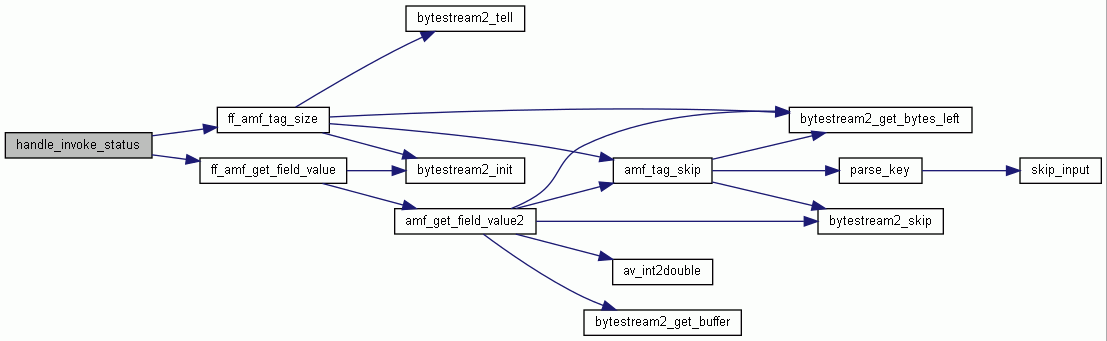 bytestream2_tell
ff_amf_tag_size
bytestream2_get_bytes_left
handle_invoke_status
ff_amf_get_field_value
bytestream2_init
amf_tag_skip
parse_key
skip_input
amf_get_field_value2
bytestream2_skip
av_int2double
bytestream2_get_buffer